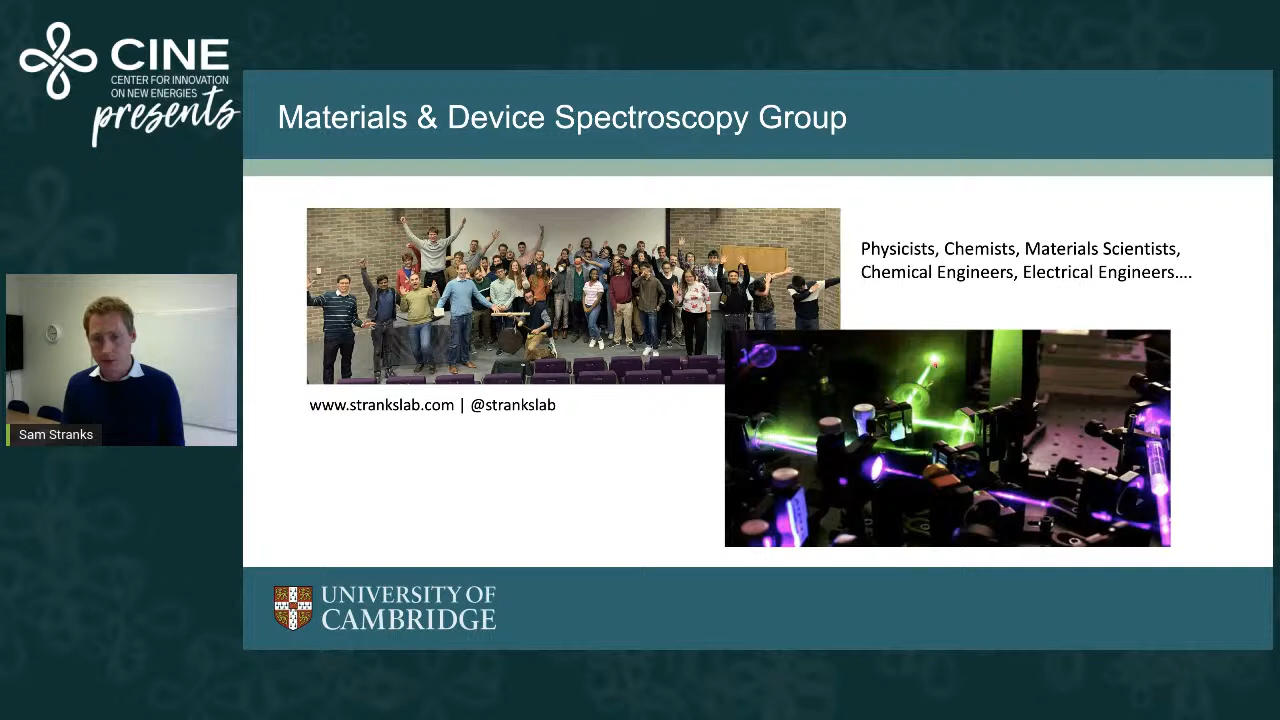 CINE
CENTER FOR INNOVATION
ON NEW ENERGIES
presents
Materials & Device Spectroscopy Group
Physicists, Chemists, Materials Scientists,
Chemical Engineers, Electrical Engineers....
www.strankslab.com | @strankslab
Sam Stranks
UNIVERSITY OF
CAMBRIDGE